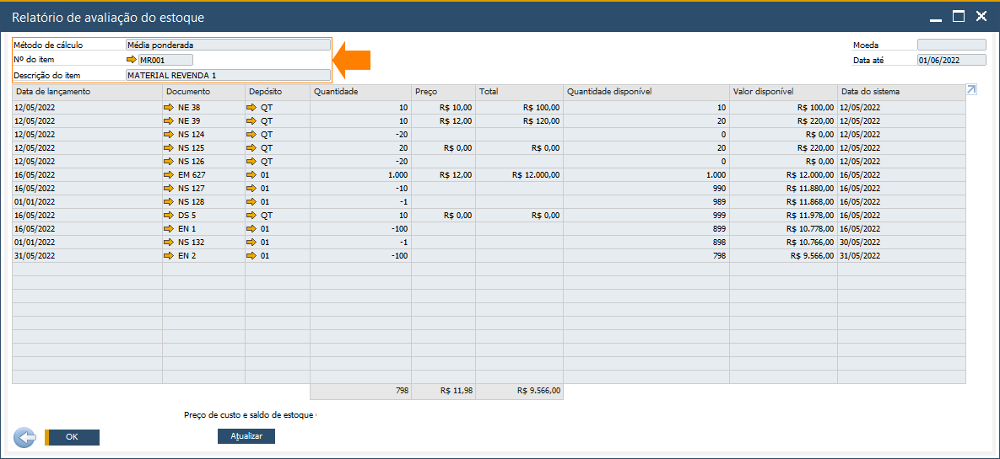 Relatório de avaliação do estoque
Método de cálculo Média ponderada Moeda
Nº do item MR001 Data até 01/06/2022
Descrição do item MATERIAL REVENDA 1
Data de lançamento Documento Depósito Quantidade Preço Total Quantidade disponível Valor disponível Data do sistema
12/05/2022 NE 38 QT 10 R$ 10,00 R$ 100,00 10 R$ 100,00 12/05/2022
12/05/2022 NE 39 QT 10 R$ 12,00 R$ 120,00 20 R$ 220,00 12/05/2022
12/05/2022 NS 124 QT -20 0 R$ 0,00 12/05/2022
12/05/2022 NS 125 QT 20 R$ 0,00 R$ 0,00 20 R$ 220,00 12/05/2022
12/05/2022 NS 126 QT -20 0 R$ 0,00 12/05/2022
16/05/2022 EM 627 01 1.000 R$ 12,00 R$ 12.000,00 1.000 R$ 12.000,00 16/05/2022
16/05/2022 NS 127 01 -10 990 R$ 11.880,00 16/05/2022
01/01/2022 NS 128 01 -1 989 R$ 11.868,00 16/05/2022
16/05/2022 DS 5 QT 10 R$ 0,00 R$ 0,00 999 R$ 11.978,00 16/05/2022
16/05/2022 EN 1 01 -100 899 R$ 10.778,00 16/05/2022
01/01/2022 NS 132 01 -1 898 R$ 10.766,00 30/05/2022
31/05/2022 EN 2 01 -100 798 R$ 9.566,00 31/05/2022
798 R$ 11,98 R$ 9.566,00
Preço de custo e saldo de estoque
OK Atualizar